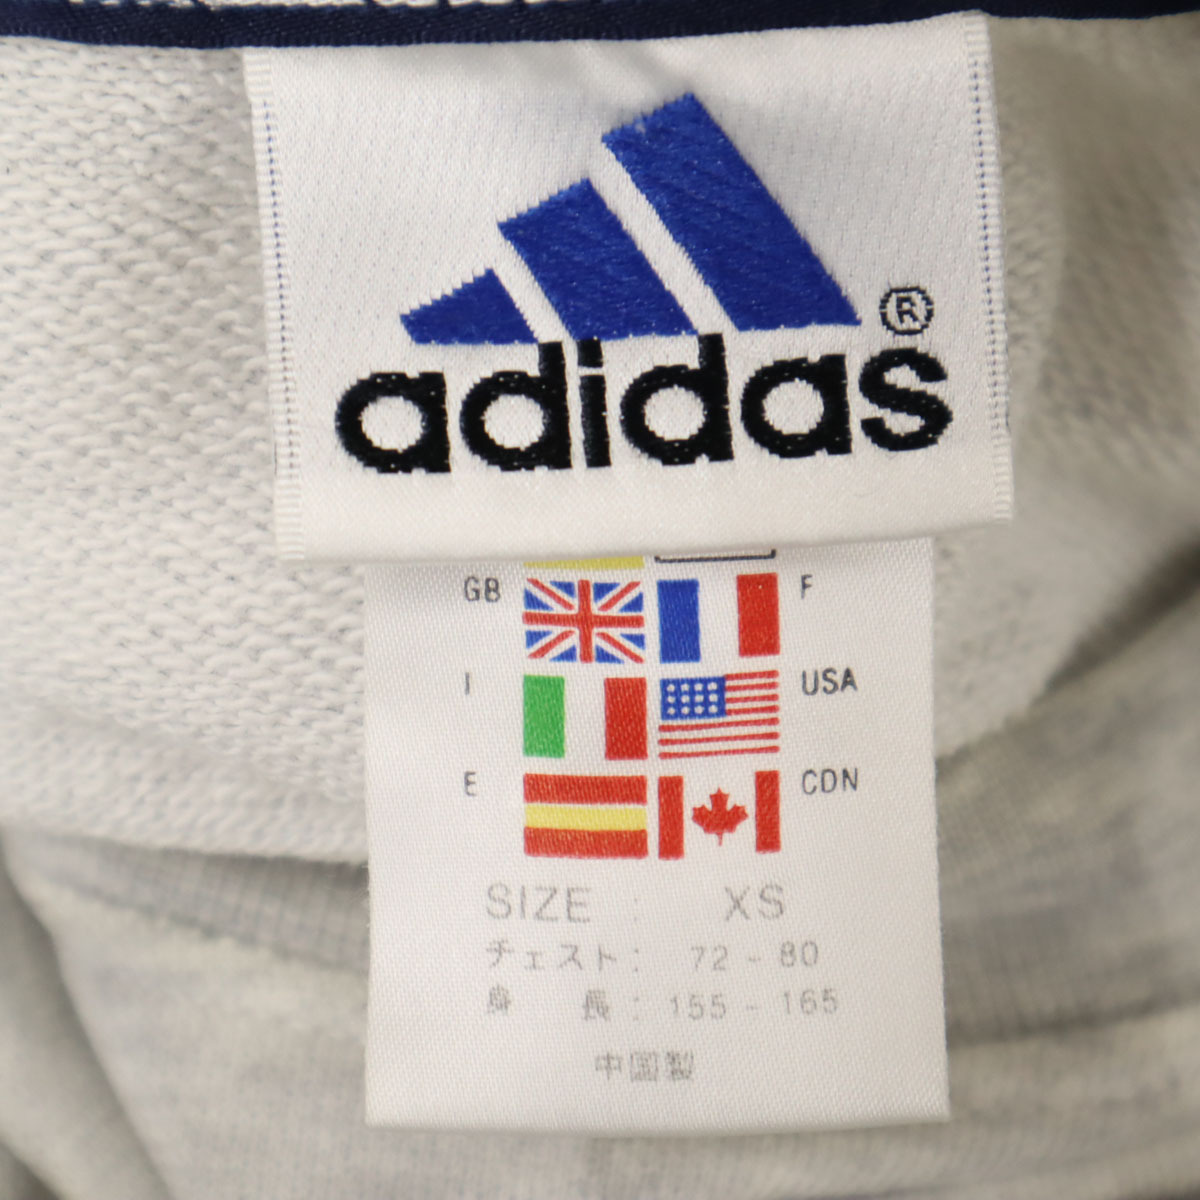 ®
adidas
GB F
I USA
E CDN
SIZE : XS
チェスト: 72 - 80
身 長: 155 - 165
中国製